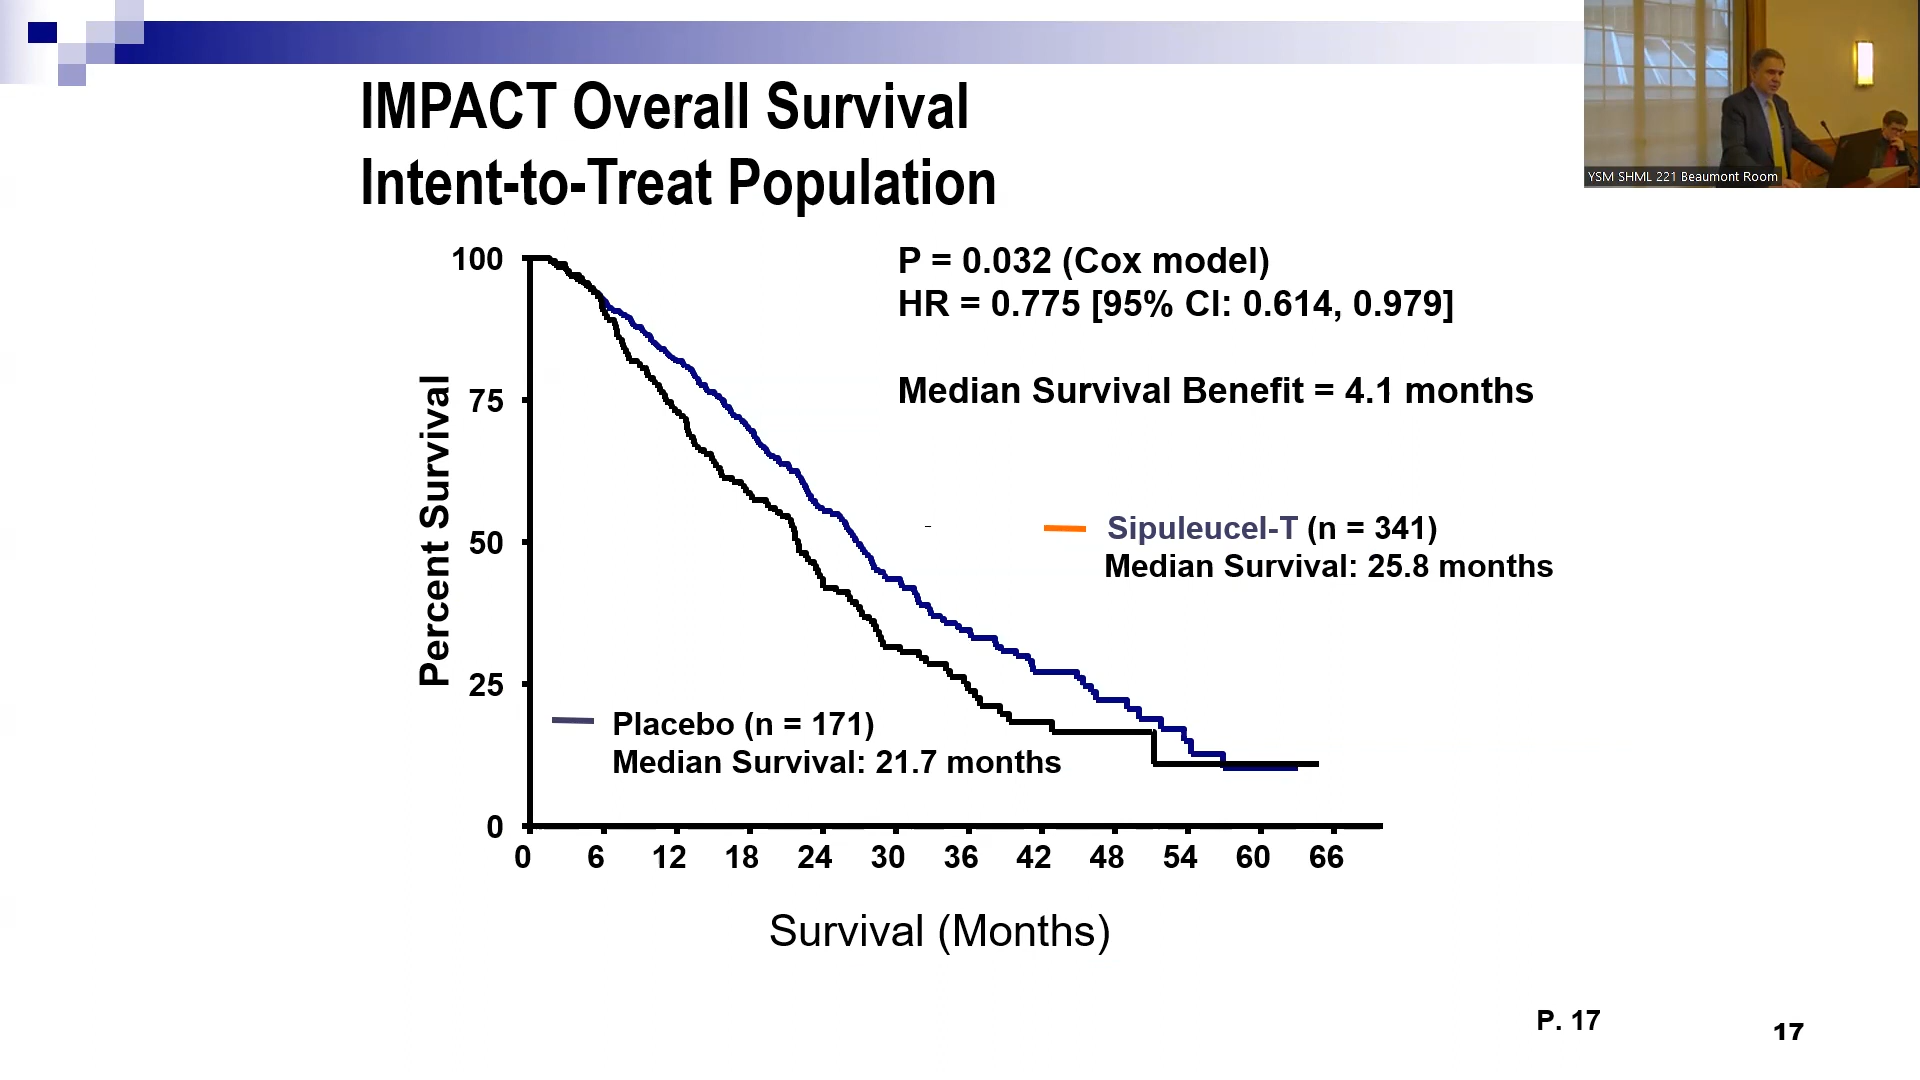 IMPACT Overall Survival
Intent-to-Treat Population
YSM SHML 221 Beaumont Room
P = 0.032 (Cox model)
HR = 0.775 [95% CI: 0.614, 0.979]
Median Survival Benefit = 4.1 months
Sipuleucel-T (n = 341)
Median Survival: 25.8 months
Placebo (n = 171)
Median Survival: 21.7 months
Percent Survival
100
75
50
25
0
0 6 12 18 24 30 36 42 48 54 60 66
Survival (Months)
P. 17
17